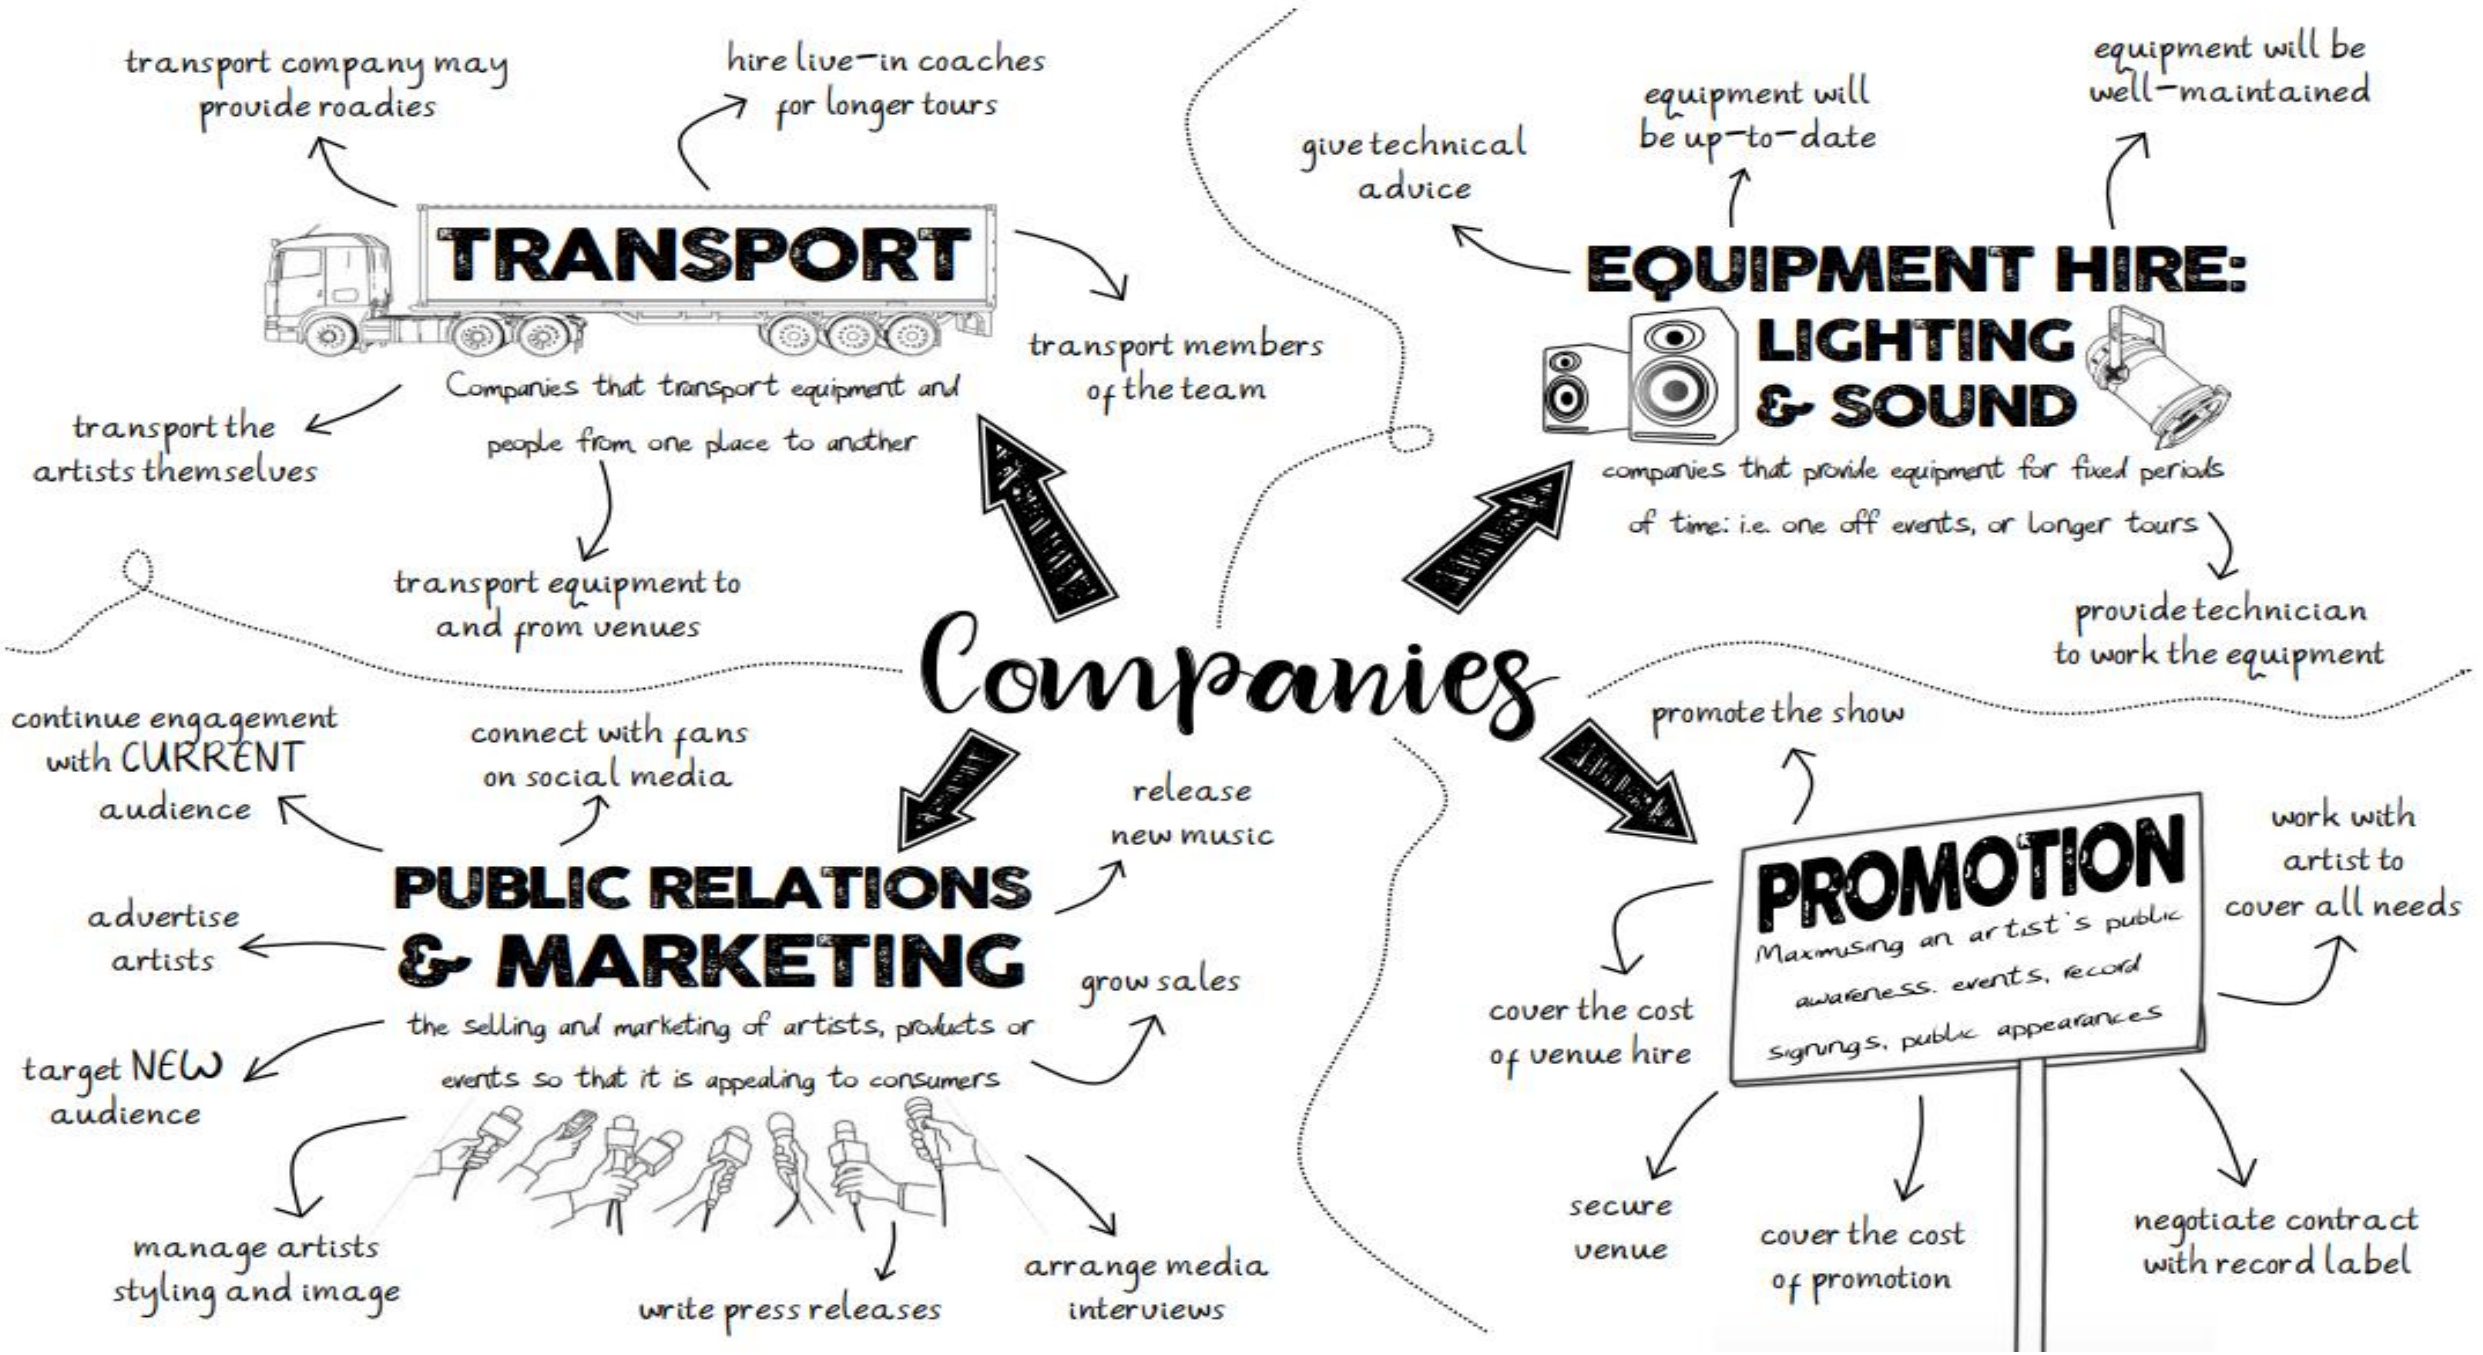 transport company may
provide roadies
hire live-in coaches
for longer tours
TRANSPORT
Companies that transport equipment and
people from one place to another
transport members
of the team
transport the
artists themselves
transport equipment to
and from venues
give technical
advice
equipment will
be up-to-date
equipment will be
well-maintained
EQUIPMENT HIRE:
LIGHTING
& SOUND
companies that provide equipment for fixed periods
of time: i.e. one off events, or longer tours
provide technician
to work the equipment
Companies
continue engagement
with CURRENT
audience
connect with fans
on social media
release
new music
PUBLIC RELATIONS
& MARKETING
the selling and marketing of artists, products or
events so that it is appealing to consumers
advertise
artists
grow sales
target NEW
audience
manage artists
styling and image
write press releases
arrange media
interviews
promote the show
PROMOTION
Maximising an artist's public
awareness. events, record
signings, public appearances
work with
artist to
cover all needs
cover the cost
of venue hire
secure
venue
cover the cost
of promotion
negotiate contract
with record label